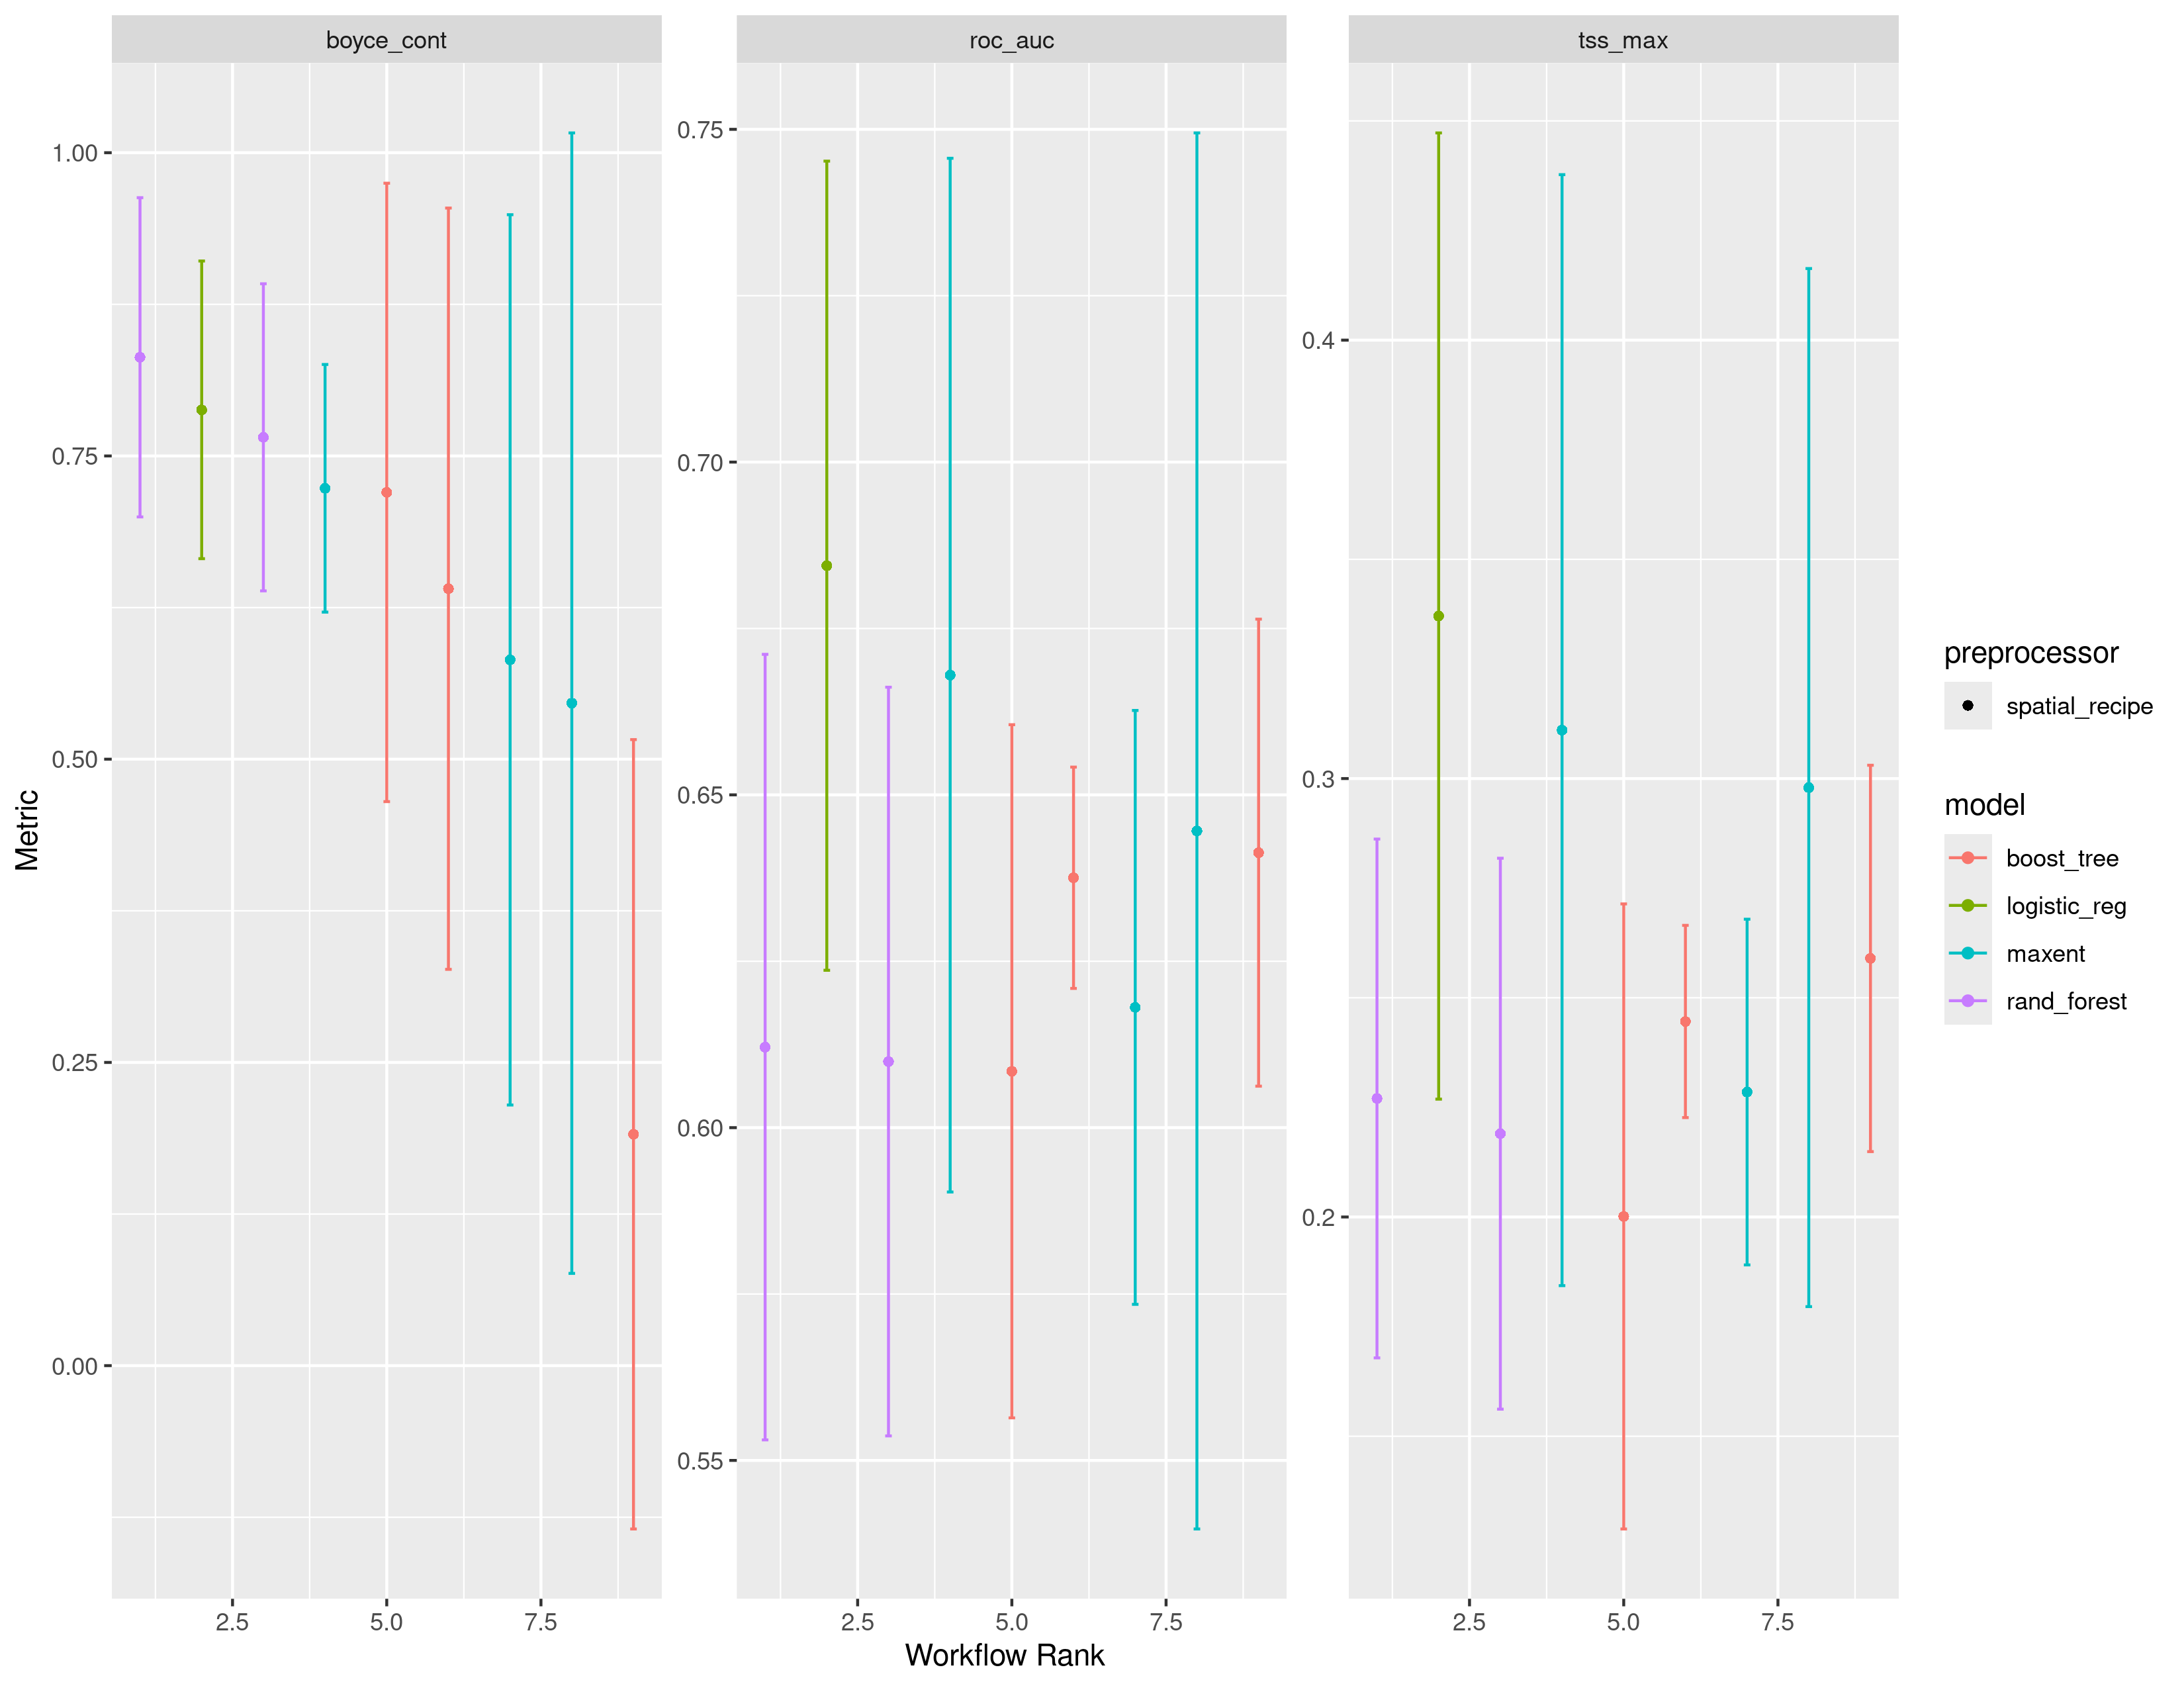 boyce_cont
roc_auc
tss_max
Metric
1.00
0.75
0.50
0.25
0.00
0.75
0.70
0.65
0.60
0.55
0.4
0.3
0.2
2.5 5.0 7.5
2.5 5.0 7.5
2.5 5.0 7.5
Workflow Rank
preprocessor
spatial_recipe
model
boost_tree
logistic_reg
maxent
rand_forest